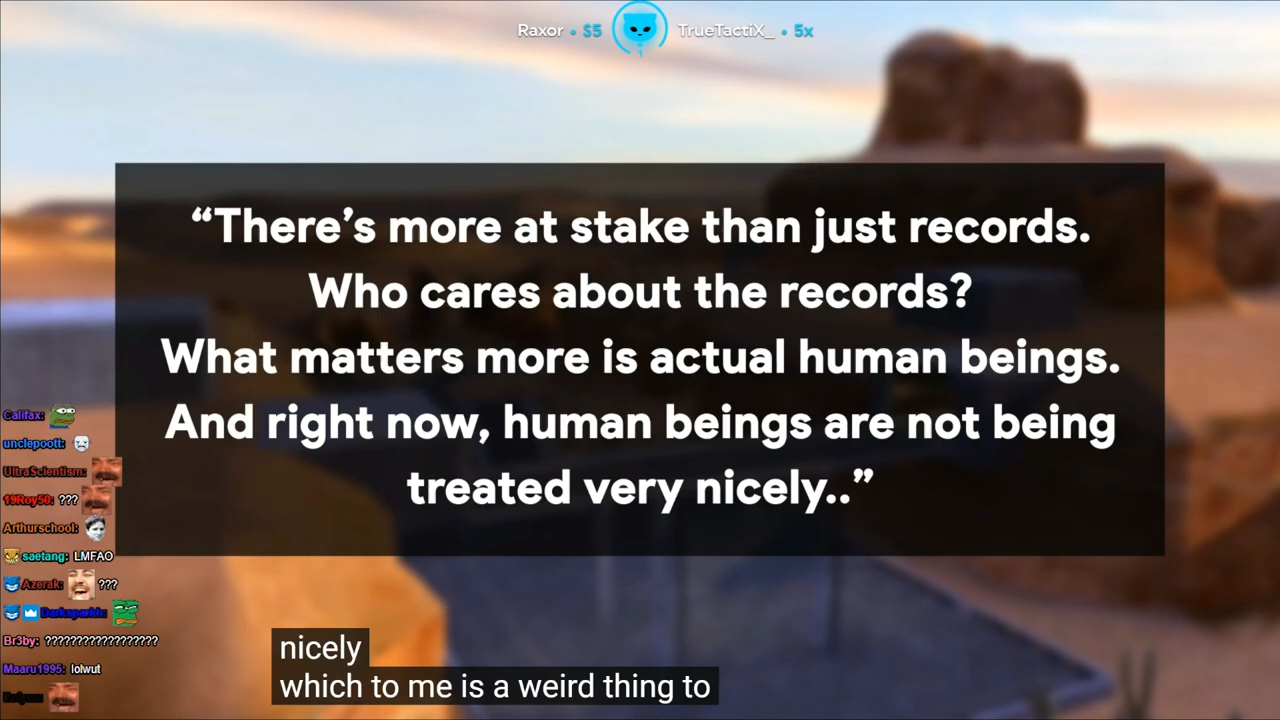 Raxor • $5 TrueTactiX_ • 5x
“There’s more at stake than just records.
Who cares about the records?
What matters more is actual human beings.
And right now, human beings are not being
treated very nicely..”
Califax:
unclepoott:
UltraScientism:
19Roy50: ???
Arthurschool:
saetang: LMFAO
Azerak: ???
Br3by: ??????????????????
Maaru1995: lolwut
nicely
which to me is a weird thing to